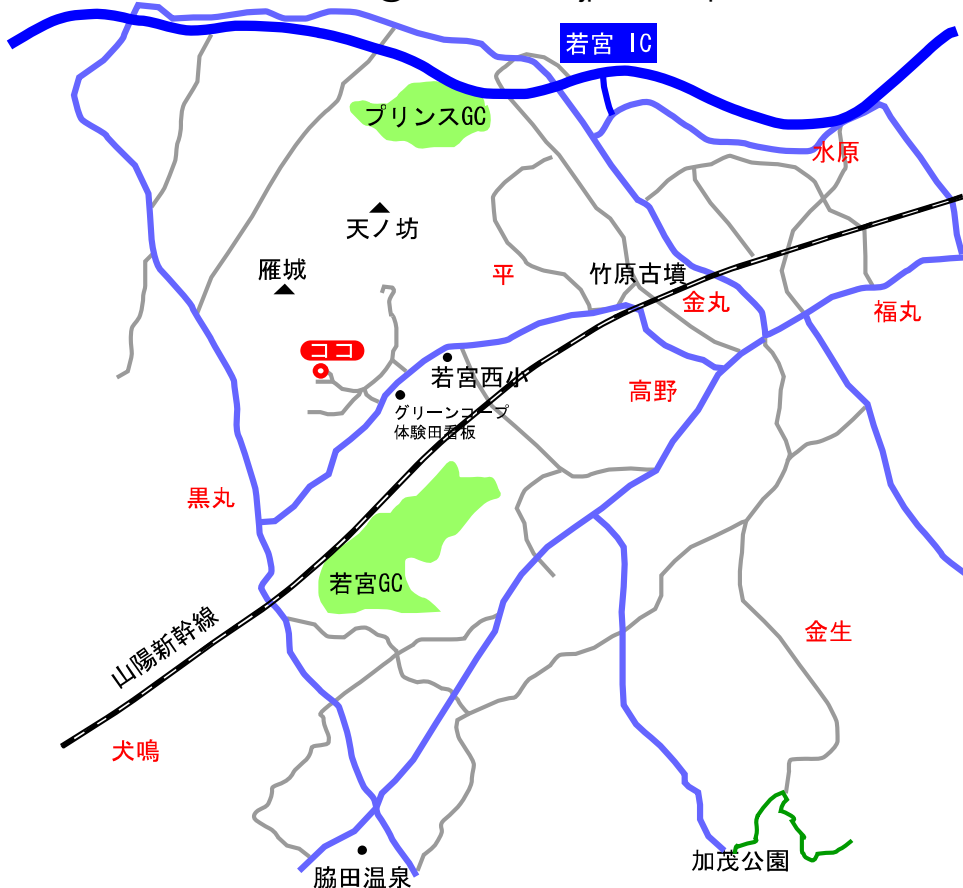 若宮 IC
プリンスGC
水原
天ノ坊
雁城
平
竹原古墳
金丸
福丸
ココ
若宮西小
高野
グリーンコープ
体験田看板
黒丸
若宮GC
山陽新幹線
金生
犬鳴
加茂公園
脇田温泉